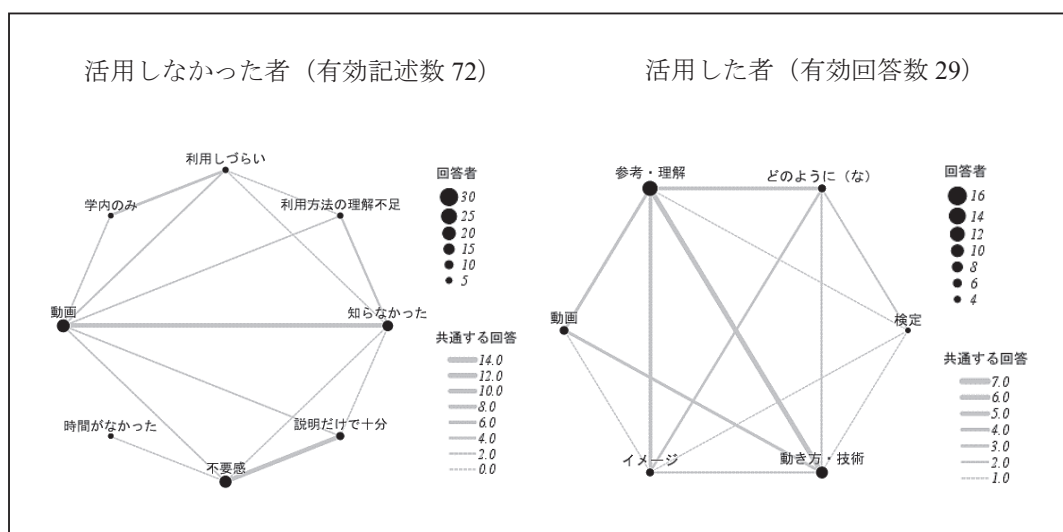 活用しなかった者（有効記述数 72）
利用しづらい
学内のみ
利用方法の理解不足
動画
知らなかった
時間がなかった
説明だけで十分
不要感
回答者
30
25
20
15
10
5
共通する回答
14.0
12.0
10.0
8.0
6.0
4.0
2.0
0.0
活用した者（有効回答数 29）
参考・理解
どのように（な）
動画
検定
イメージ
動き方・技術
回答者
16
14
12
10
8
6
4
共通する回答
7.0
6.0
5.0
4.0
3.0
2.0
1.0